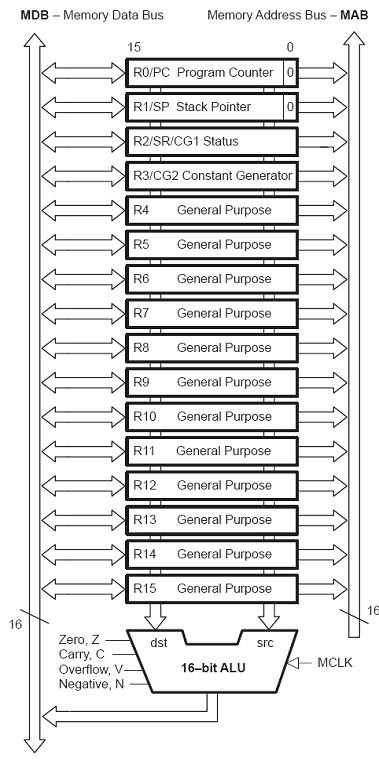 MDB – Memory Data Bus Memory Address Bus – MAB
15 0
R0/PC Program Counter 0
R1/SP Stack Pointer 0
R2/SR/CG1 Status
R3/CG2 Constant Generator
R4 General Purpose
R5 General Purpose
R6 General Purpose
R7 General Purpose
R8 General Purpose
R9 General Purpose
R10 General Purpose
R11 General Purpose
R12 General Purpose
R13 General Purpose
R14 General Purpose
R15 General Purpose
16 16
Zero, Z dst src
Carry, C
Overflow, V 16–bit ALU MCLK
Negative, N